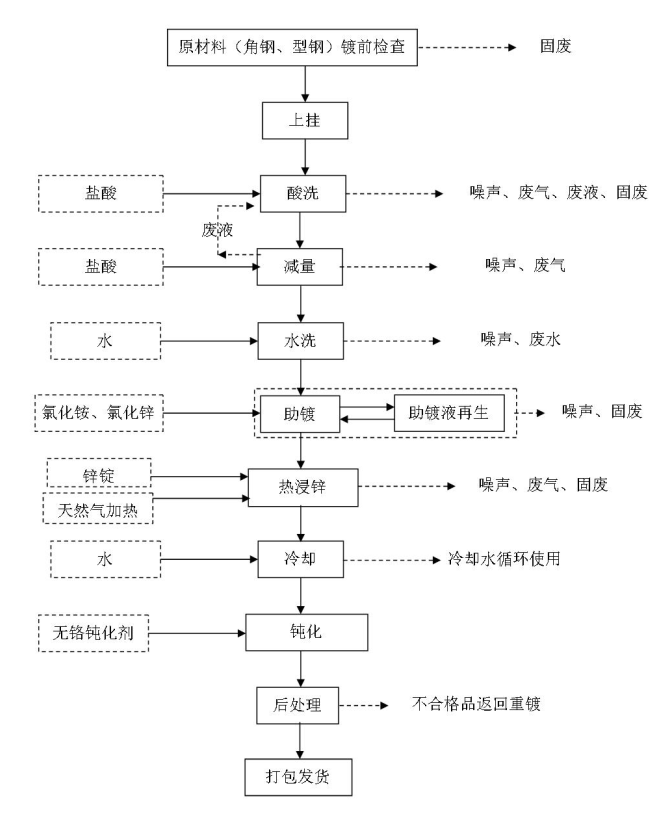 原材料（角钢、型钢）镀前检查
固废
上挂
盐酸
酸洗
噪声、废气、废液、固废
废液
盐酸
减量
噪声、废气
水
水洗
噪声、废水
氯化铵、氯化锌
助镀
助镀液再生
噪声、固废
锌锭
天然气加热
热浸锌
噪声、废气、固废
水
冷却
冷却水循环使用
无铬钝化剂
钝化
后处理
不合格品返回重镀
打包发货